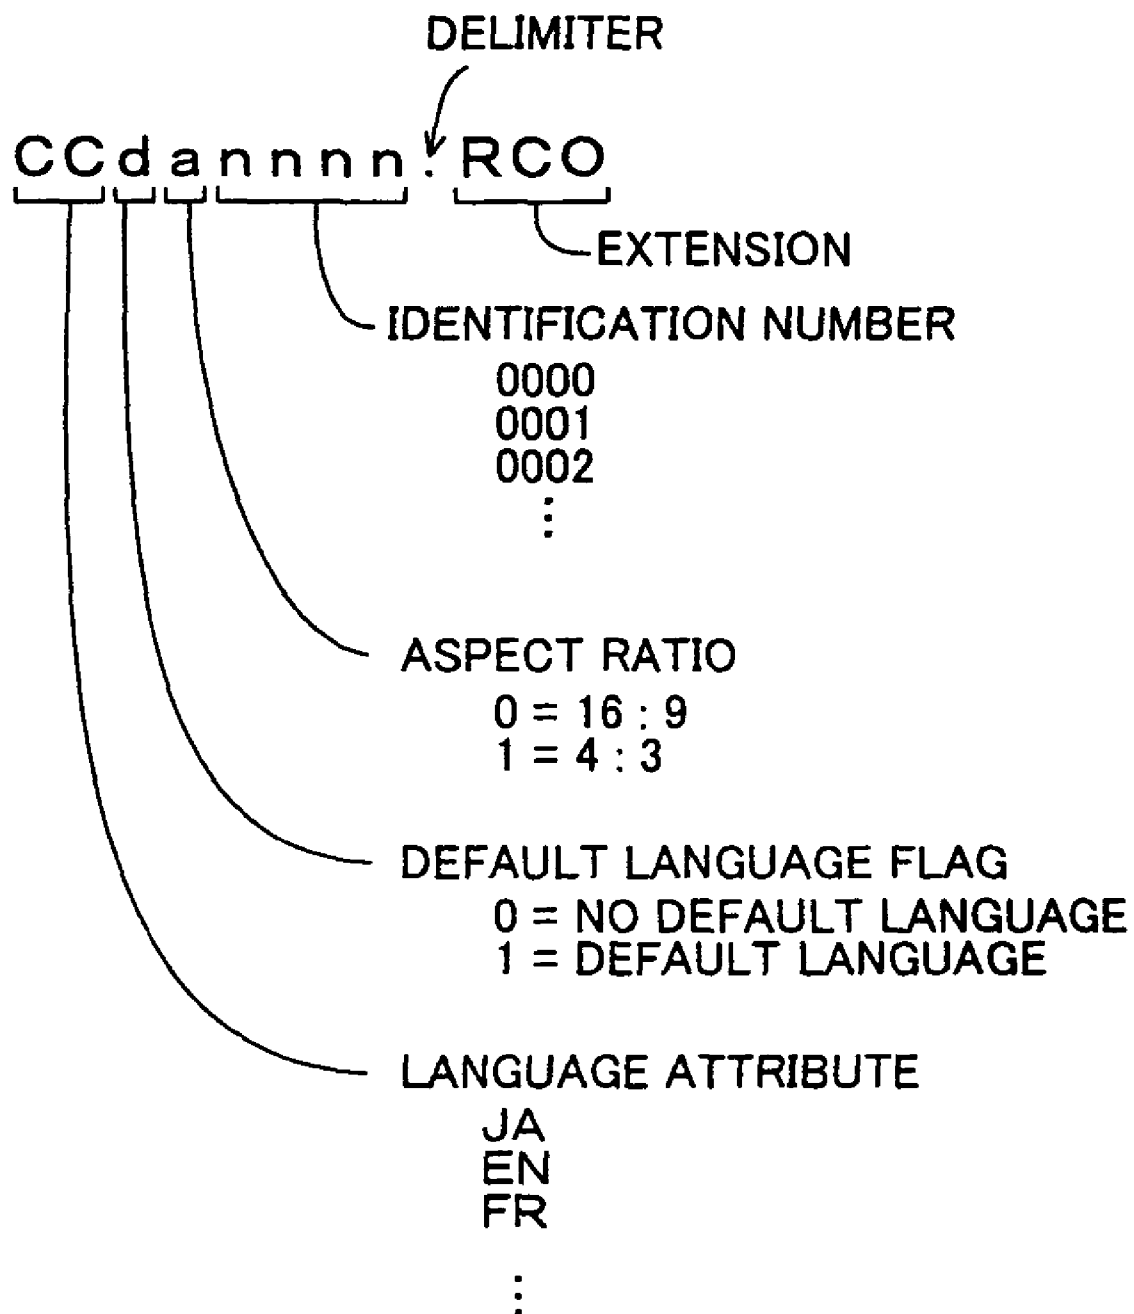 DELIMITER
CCdannnn.RCO
EXTENSION
IDENTIFICATION NUMBER
0000
0001
0002
⋮
ASPECT RATIO
0 = 16 : 9
1 = 4 : 3
DEFAULT LANGUAGE FLAG
0 = NO DEFAULT LANGUAGE
1 = DEFAULT LANGUAGE
LANGUAGE ATTRIBUTE
JA
EN
FR
⋮